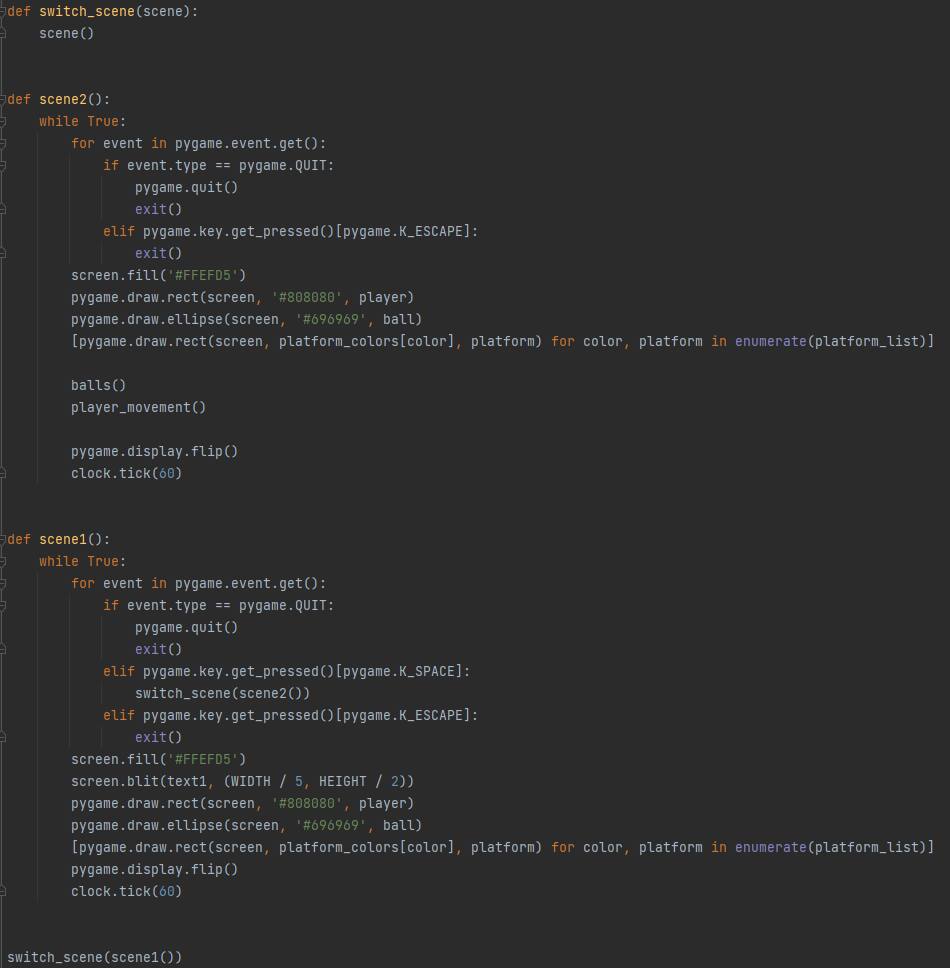 def switch_scene(scene):
    scene()
def scene2():
    while True:
        for event in pygame.event.get():
            if event.type == pygame.QUIT:
                pygame.quit()
                exit()
            elif pygame.key.get_pressed()[pygame.K_ESCAPE]:
                exit()
        screen.fill('#FFEFD5')
        pygame.draw.rect(screen, '#808080', player)
        pygame.draw.ellipse(screen, '#696969', ball)
        [pygame.draw.rect(screen, platform_colors[color], platform) for color, platform in enumerate(platform_list)]
        balls()
        player_movement()
        pygame.display.flip()
        clock.tick(60)
def scene1():
    while True:
        for event in pygame.event.get():
            if event.type == pygame.QUIT:
                pygame.quit()
                exit()
            elif pygame.key.get_pressed()[pygame.K_SPACE]:
                switch_scene(scene2())
            elif pygame.key.get_pressed()[pygame.K_ESCAPE]:
                exit()
        screen.fill('#FFEFD5')
        screen.blit(text1, (WIDTH / 5, HEIGHT / 2))
        pygame.draw.rect(screen, '#808080', player)
        pygame.draw.ellipse(screen, '#696969', ball)
        [pygame.draw.rect(screen, platform_colors[color], platform) for color, platform in enumerate(platform_list)]
        pygame.display.flip()
        clock.tick(60)
switch_scene(scene1())